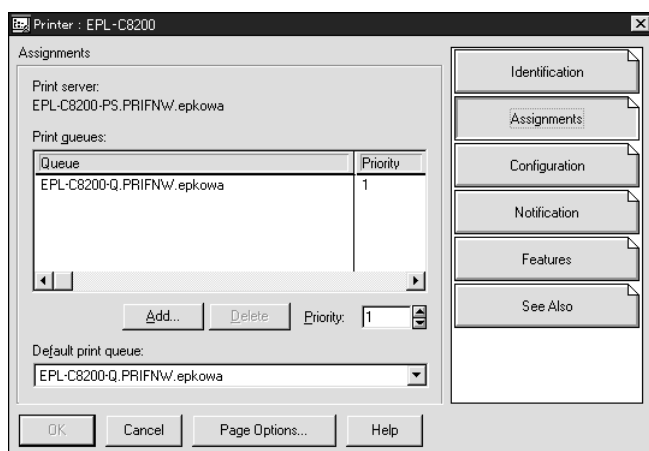 Printer : EPL-C8200
Assignments
Print server:
EPL-C8200-PS.PRIFNW.epkowa
Print queues:
Queue Priority
EPL-C8200-Q.PRIFNW.epkowa 1
Add... Delete Priority: 1
Default print queue:
EPL-C8200-Q.PRIFNW.epkowa
OK Cancel Page Options... Help
Identification
Assignments
Configuration
Notification
Features
See Also